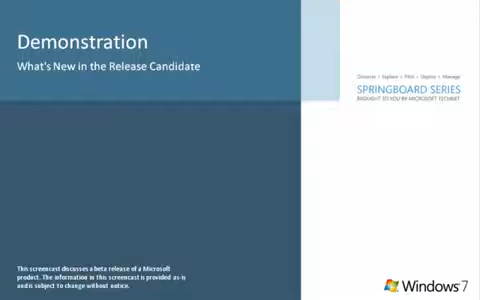 Demonstration
What's New in the Release Candidate
Discover › Explore › Pilot › Deploy › Manage
SPRINGBOARD SERIES
BROUGHT TO YOU BY MICROSOFT TECHNET
This screencast discusses a beta release of a Microsoft
product. The information in this screencast is provided as-is
and is subject to change without notice.
Windows 7